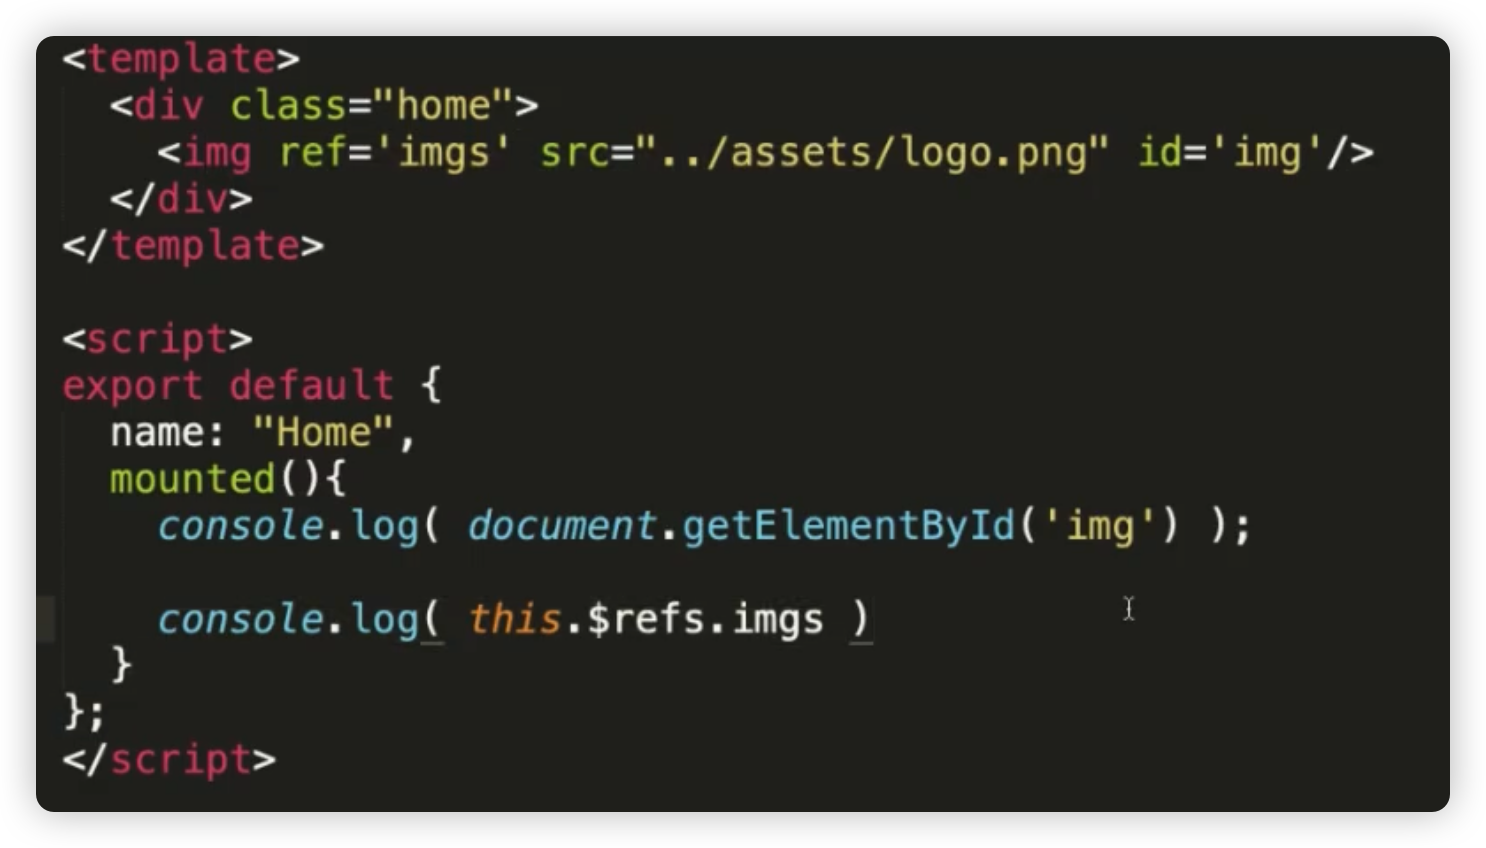 <template>
  <div class="home">
    <img ref='imgs' src="../assets/logo.png" id='img'/>
  </div>
</template>

<script>
export default {
  name: "Home",
  mounted(){
    console.log( document.getElementById('img') );

    console.log( this.$refs.imgs )
  }
};
</script>